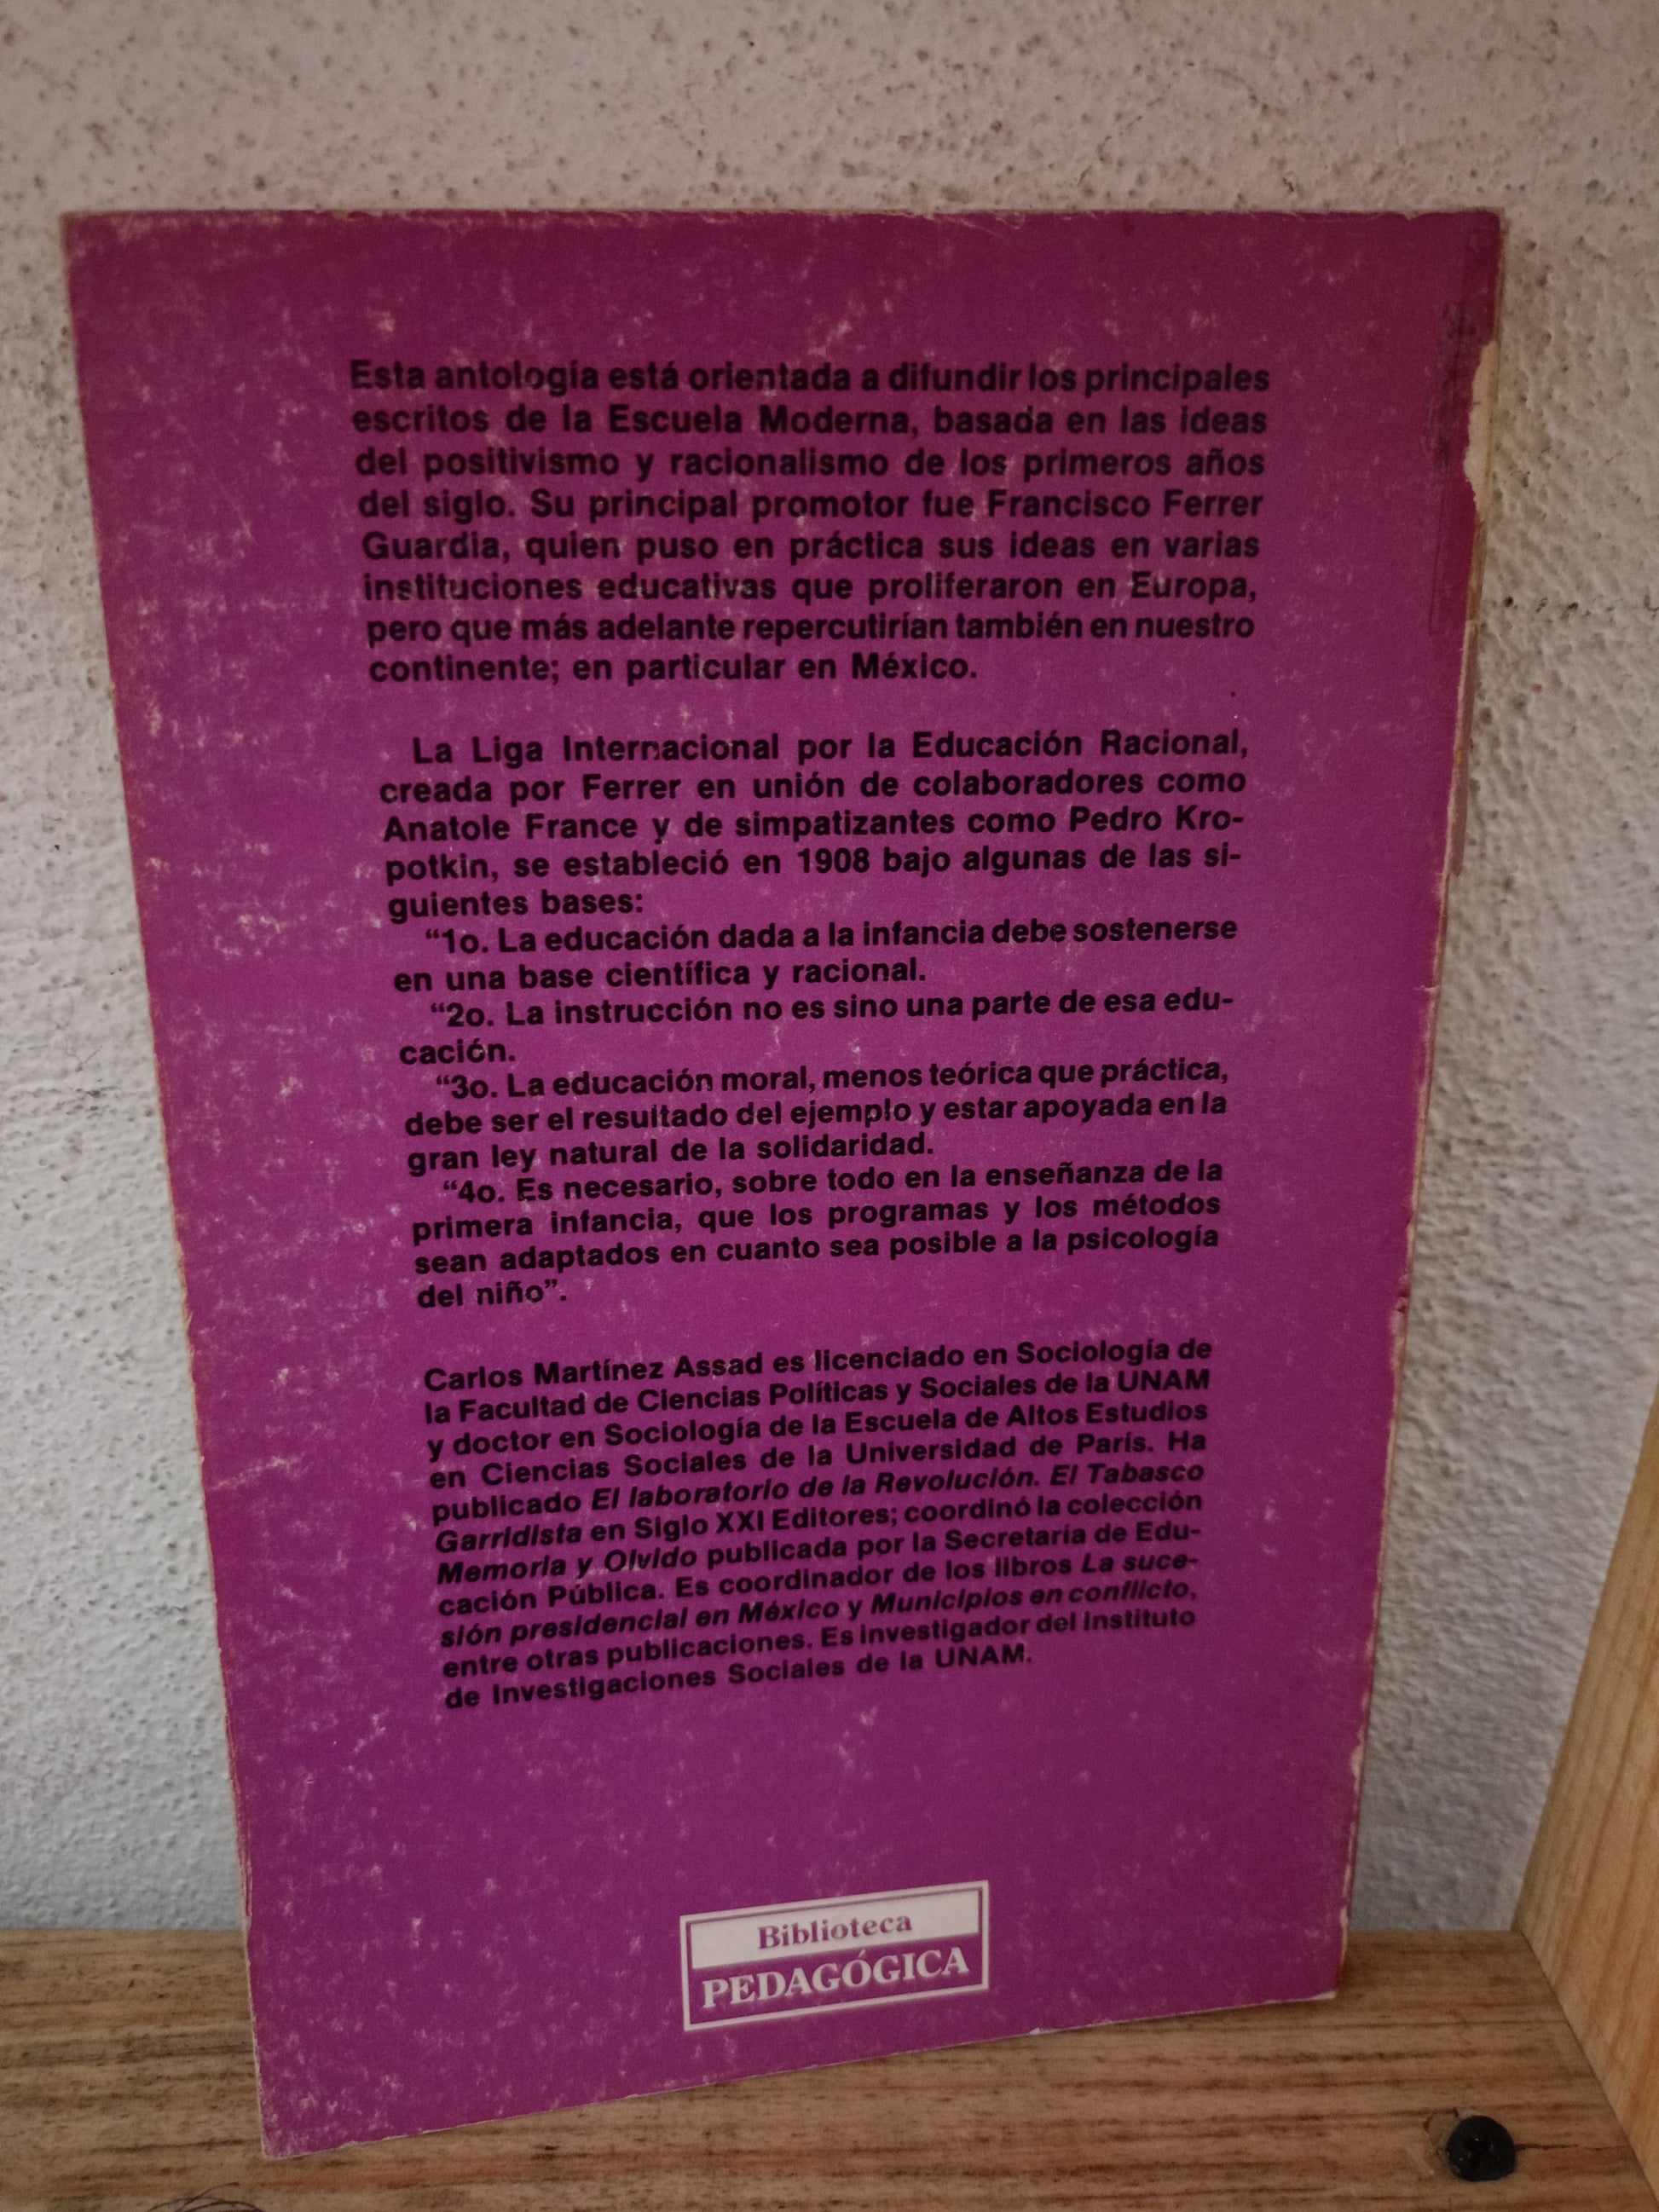 Esta antología está orientada a difundir los principales
escritos de la Escuela Moderna, basada en las ideas
del positivismo y racionalismo de los primeros años
del siglo. Su principal promotor fue Francisco Ferrer
Guardia, quien puso en práctica sus ideas en varias
instituciones educativas que proliferaron en Europa,
pero que más adelante repercutirían también en nuestro
continente; en particular en México.
La Liga Internacional por la Educación Racional,
creada por Ferrer en unión de colaboradores como
Anatole France y de simpatizantes como Pedro Kro-
potkin, se estableció en 1908 bajo algunas de las si-
guientes bases:
“1o. La educación dada a la infancia debe sostenerse
en una base científica y racional.
“2o. La instrucción no es sino una parte de esa edu-
cación.
“3o. La educación moral, menos teórica que práctica,
debe ser el resultado del ejemplo y estar apoyada en la
gran ley natural de la solidaridad.
“4o. Es necesario, sobre todo en la enseñanza de la
primera infancia, que los programas y los métodos
sean adaptados en cuanto sea posible a la psicología
del niño”.
Carlos Martínez Assad es licenciado en Sociología de
la Facultad de Ciencias Políticas y Sociales de la UNAM
y doctor en Sociología de la Escuela de Altos Estudios
en Ciencias Sociales de la Universidad de París. Ha
publicado El laboratorio de la Revolución. El Tabasco
Garridista en Siglo XXI Editores; coordinó la colección
Memoria y Olvido publicada por la Secretaría de Edu-
cación Pública. Es coordinador de los libros La suce-
sión presidencial en México y Municipios en conflicto,
entre otras publicaciones. Es investigador del Instituto
de Investigaciones Sociales de la UNAM.
Biblioteca
PEDAGÓGICA